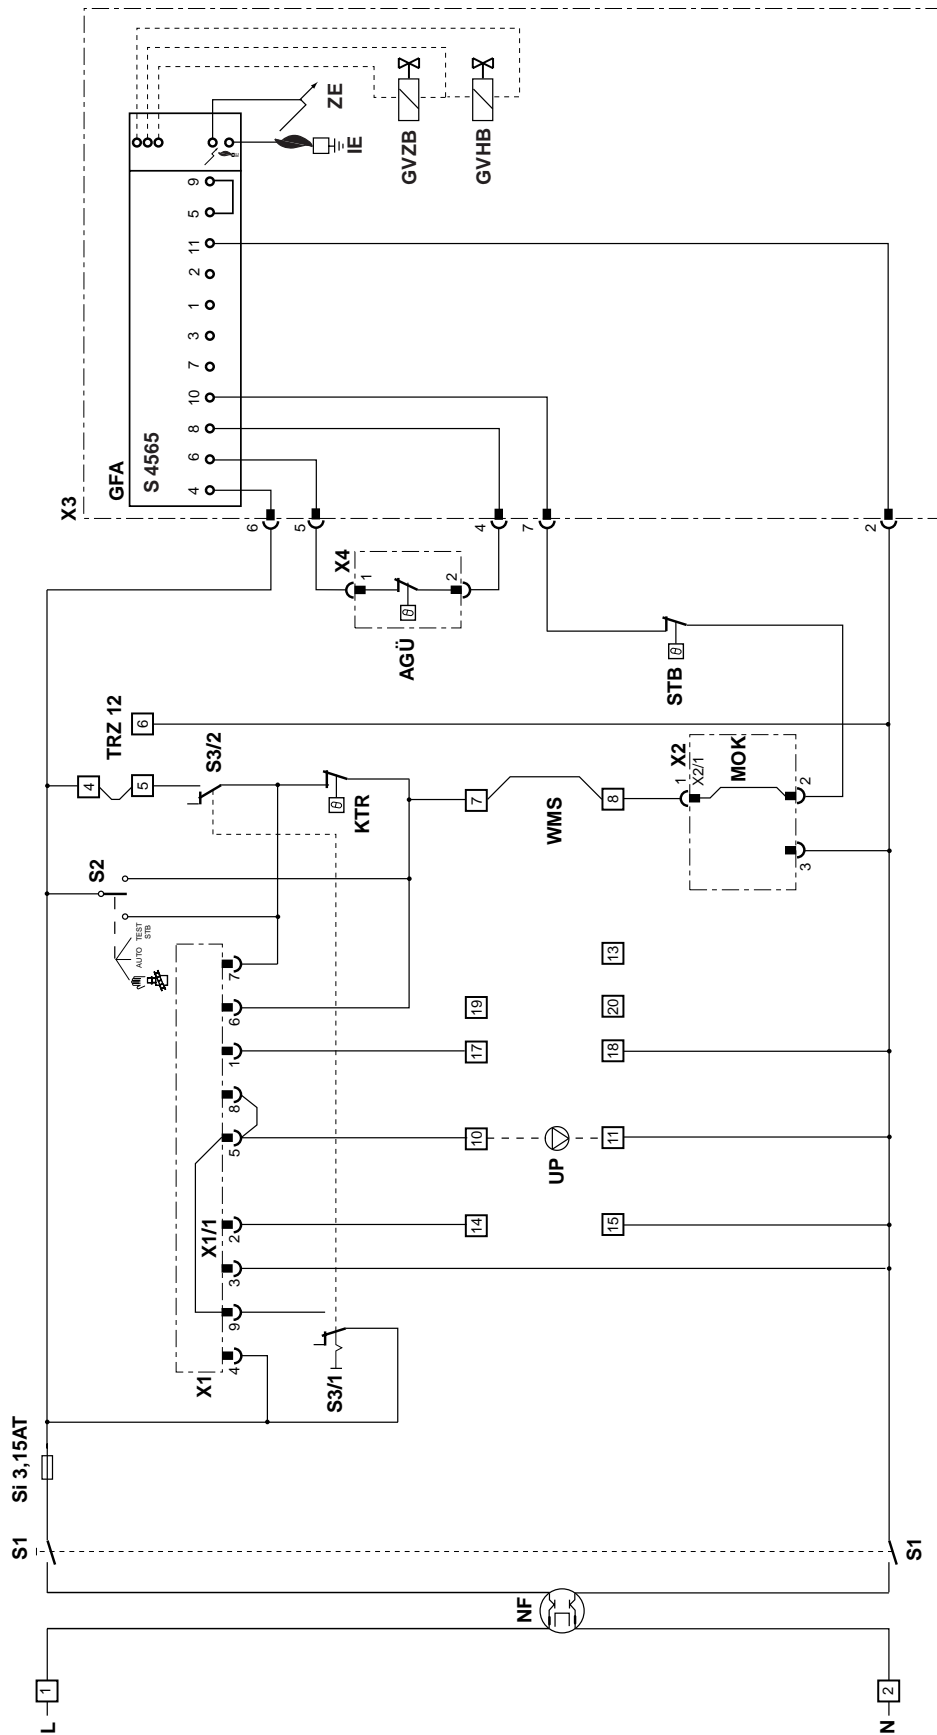 X3
GFA
S 4565
4
6
8
10
7
3
1
2
11
5
9
ZE
IE
GVZB
GVHB
6
5
4
7
2
X4
1
2
θ
AGÜ
STB
θ
TRZ 12
6
4
5
S3/2
θ
KTR
S2
AUTO
TEST
STB
7
WMS
8
X2
1
X2/1
MOK
2
3
X1
4
9
3
2
X1/1
5
8
1
6
7
14
10
17
19
UP
15
11
18
20
13
S3/1
Si 3,15AT
S1
S1
NF
L
1
N
2